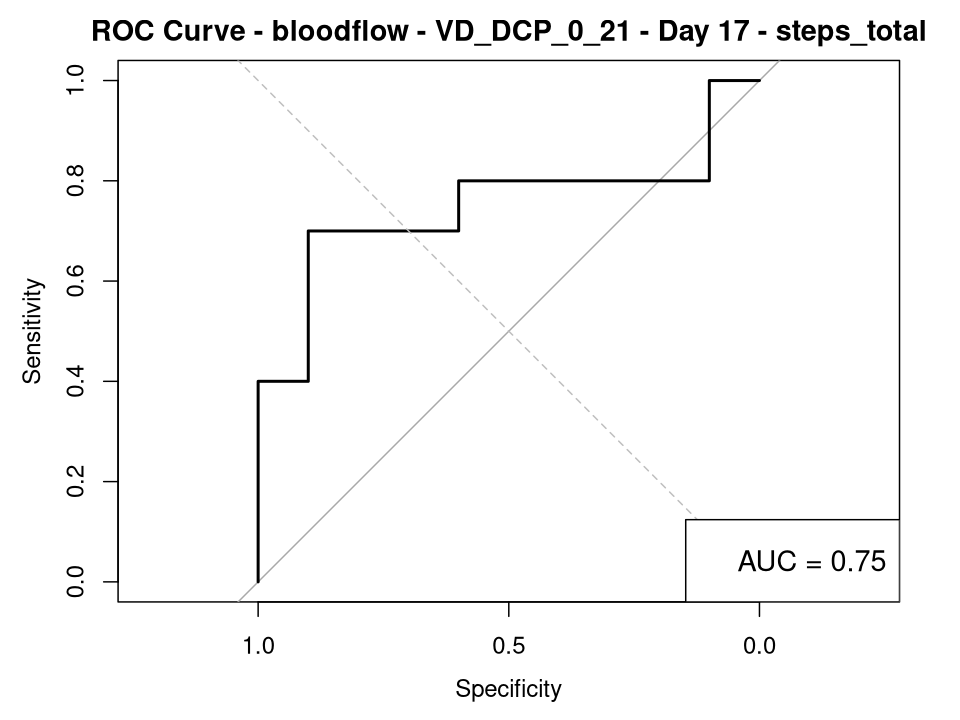 ROC Curve - bloodflow - VD_DCP_0_21 - Day 17 - steps_total
Sensitivity
1.0
0.8
0.6
0.4
0.2
0.0
AUC = 0.75
1.0 0.5 0.0
Specificity